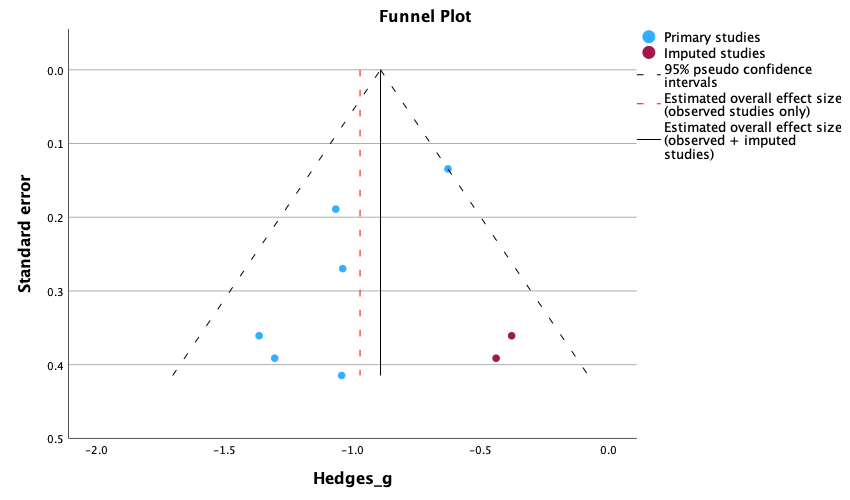 Funnel Plot
Primary studies
Imputed studies
95% pseudo confidence
intervals
Estimated overall effect size
(observed studies only)
Estimated overall effect size
(observed + imputed
studies)
Standard error
0.0
0.1
0.2
0.3
0.4
0.5
-2.0
-1.5
-1.0
-0.5
0.0
Hedges_g